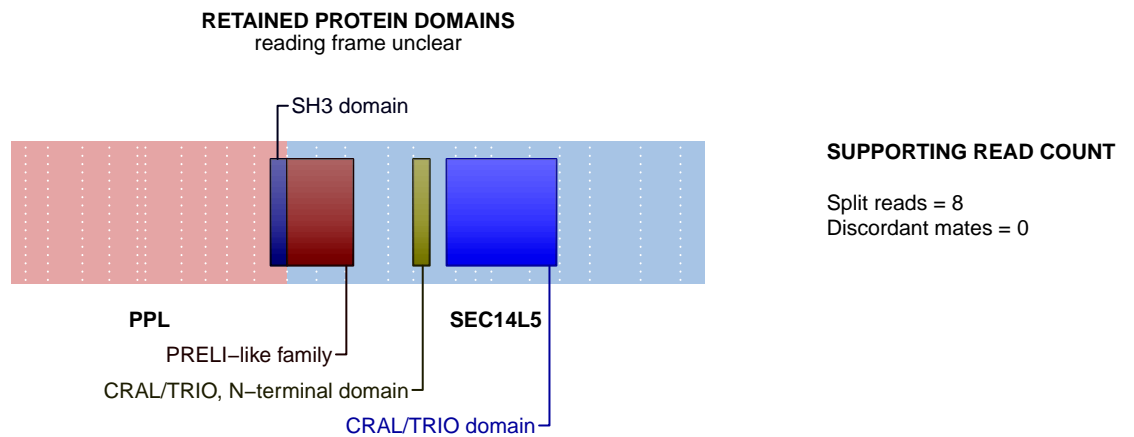 RETAINED PROTEIN DOMAINS
reading frame unclear
SH3 domain
SUPPORTING READ COUNT
Split reads = 8
Discordant mates = 0
PPL
SEC14L5
PRELI−like family
CRAL/TRIO, N−terminal domain
CRAL/TRIO domain